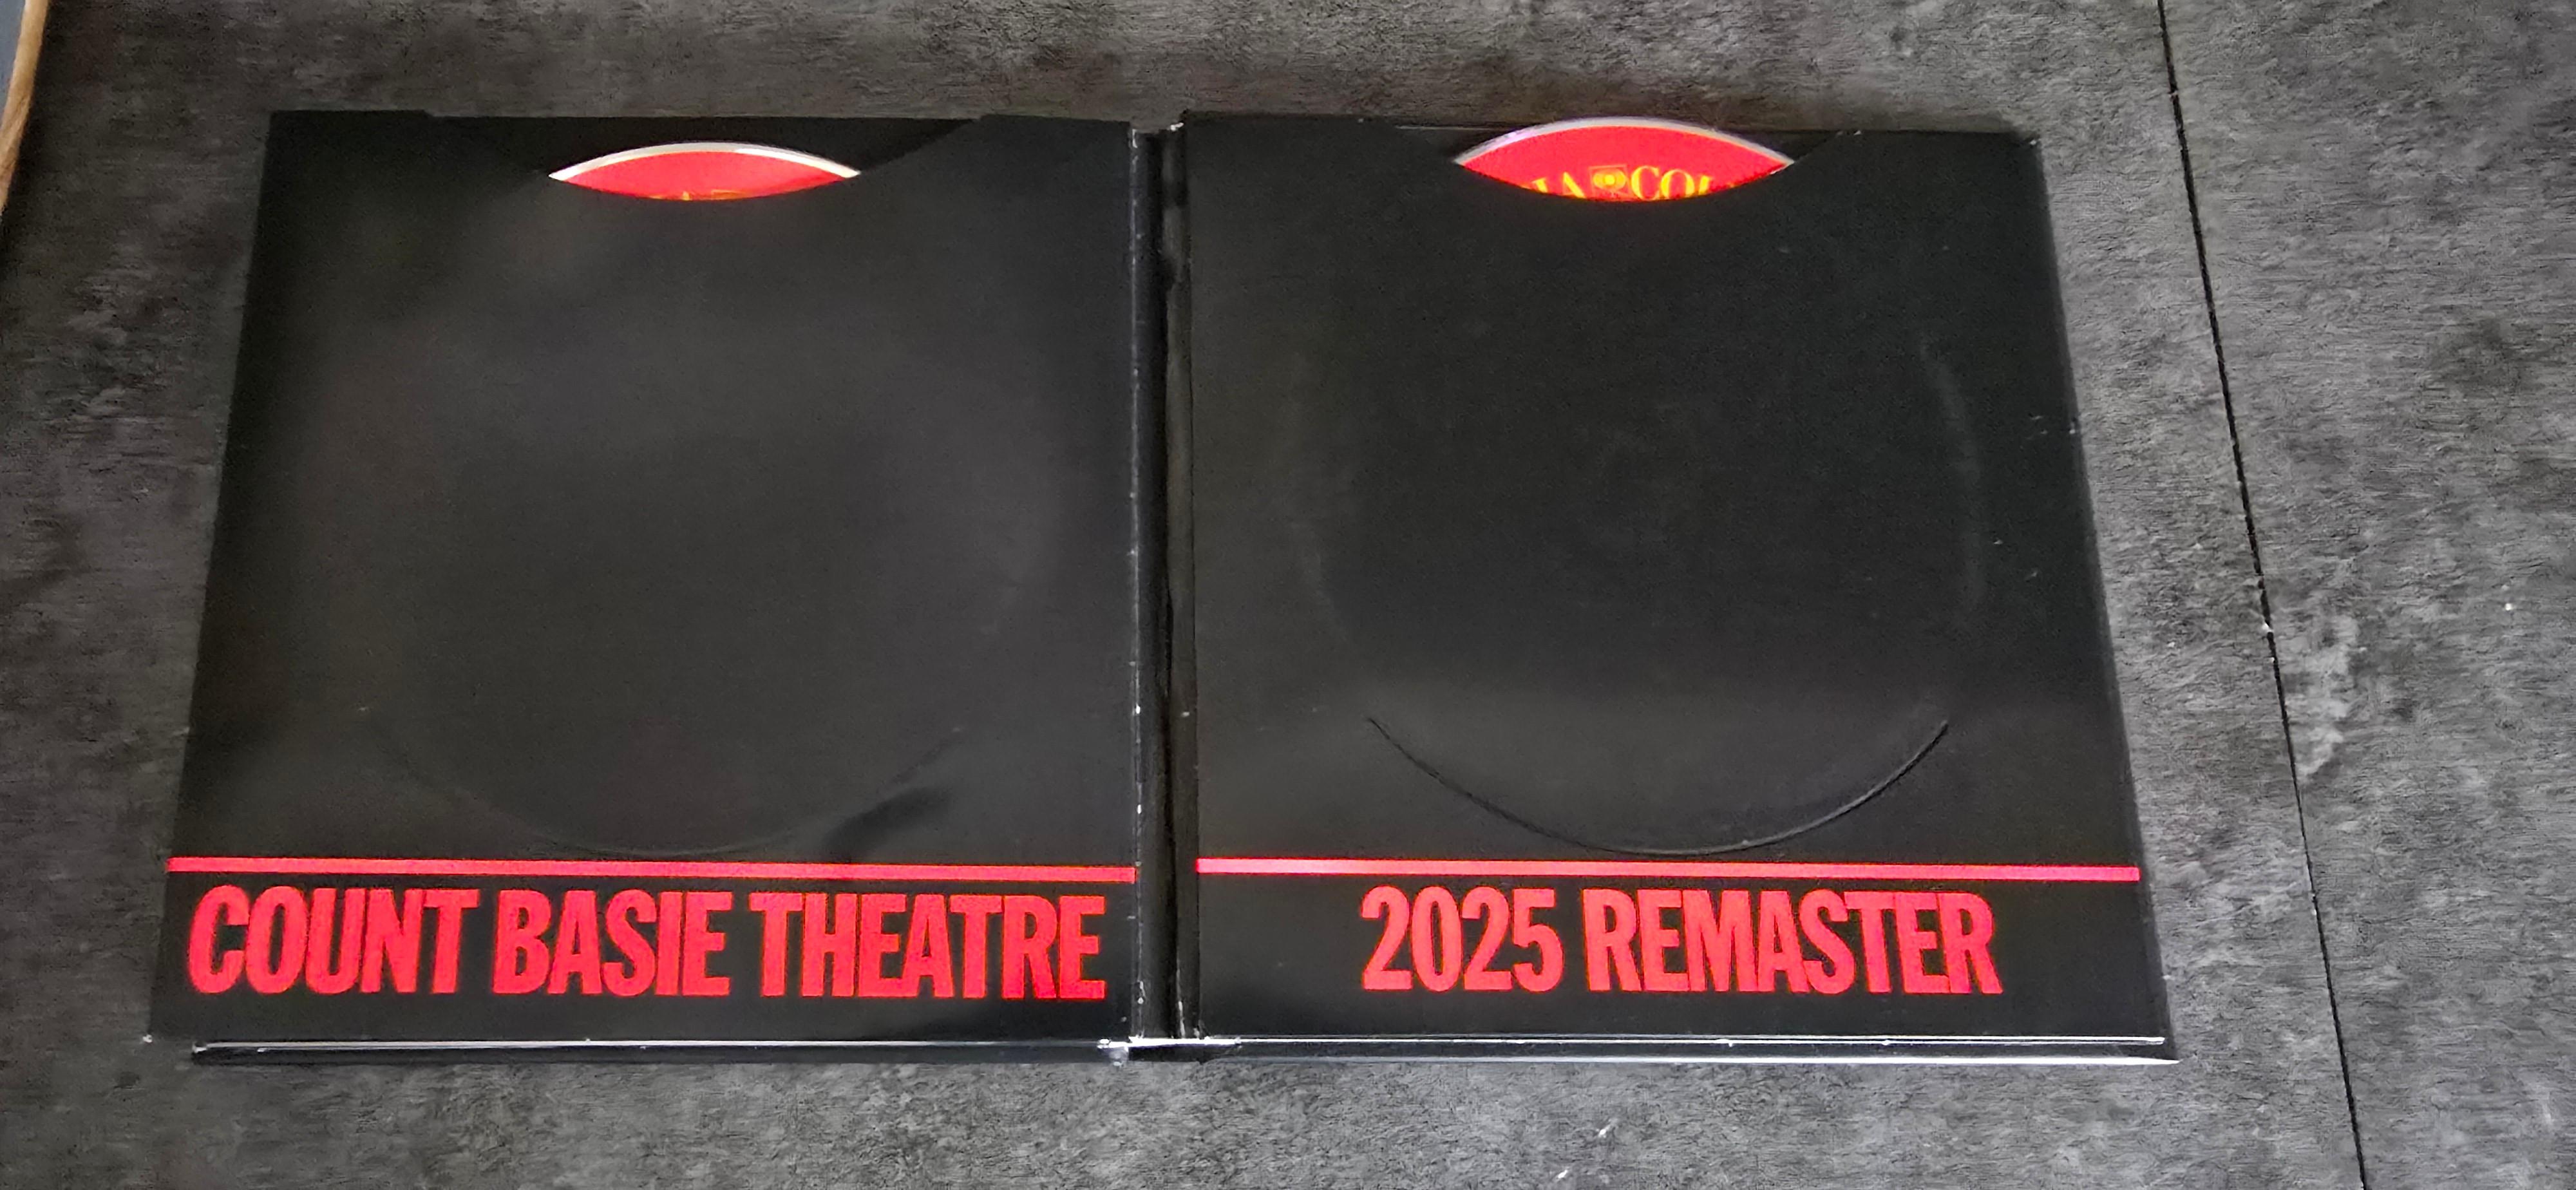 COUNT BASIE THEATRE
2025 REMASTER